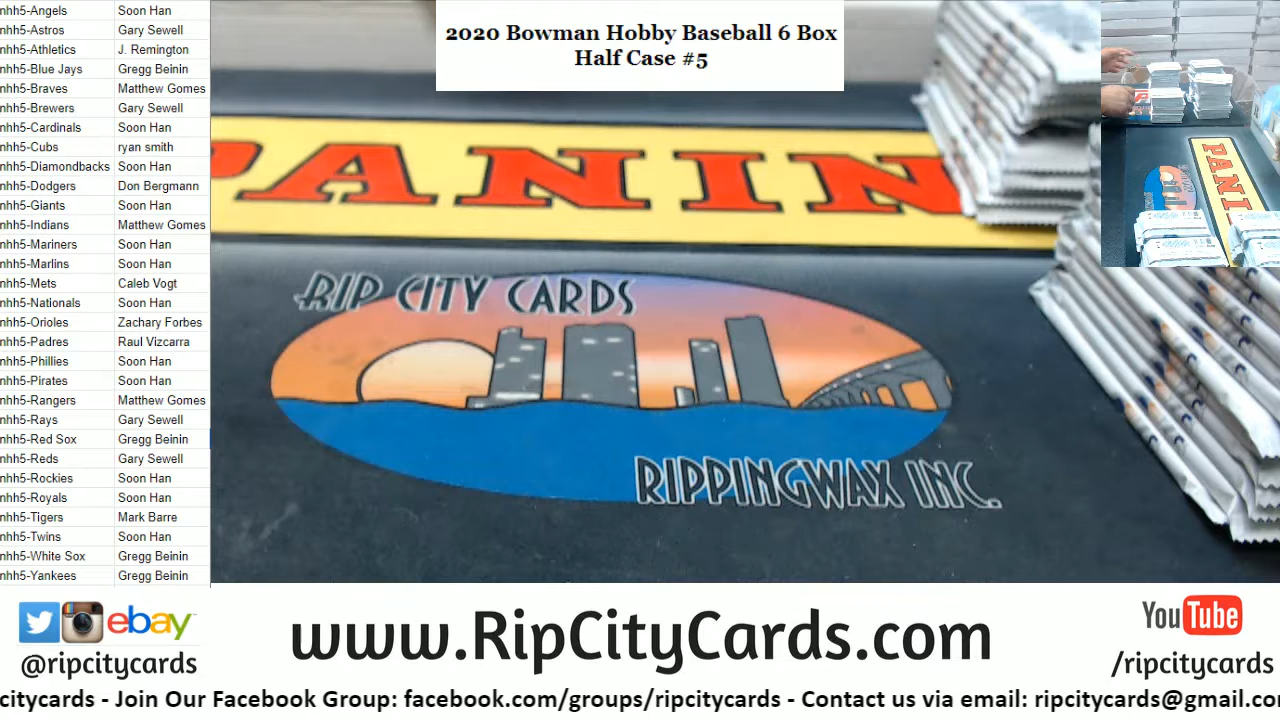 nhh5-Angels Soon Han
nhh5-Astros Gary Sewell
nhh5-Athletics J. Remington
nhh5-Blue Jays Gregg Beinin
nhh5-Braves Matthew Gomes
nhh5-Brewers Gary Sewell
nhh5-Cardinals Soon Han
nhh5-Cubs ryan smith
nhh5-Diamondbacks Soon Han
nhh5-Dodgers Don Bergmann
nhh5-Giants Soon Han
nhh5-Indians Matthew Gomes
nhh5-Mariners Soon Han
nhh5-Marlins Soon Han
nhh5-Mets Caleb Vogt
nhh5-Nationals Soon Han
nhh5-Orioles Zachary Forbes
nhh5-Padres Raul Vizcarra
nhh5-Phillies Soon Han
nhh5-Pirates Soon Han
nhh5-Rangers Matthew Gomes
nhh5-Rays Gary Sewell
nhh5-Red Sox Gregg Beinin
nhh5-Reds Gary Sewell
nhh5-Rockies Soon Han
nhh5-Royals Soon Han
nhh5-Tigers Mark Barre
nhh5-Twins Soon Han
nhh5-White Sox Gregg Beinin
nhh5-Yankees Gregg Beinin
2020 Bowman Hobby Baseball 6 Box
Half Case #5
PANIN
RIP CITY CARDS
RIPPINGWAX INC.
PANINI
ebay
@ripcitycards
www.RipCityCards.com
YouTube
/ripcitycards
citycards - Join Our Facebook Group: facebook.com/groups/ripcitycards - Contact us via email: ripcitycards@gmail.co